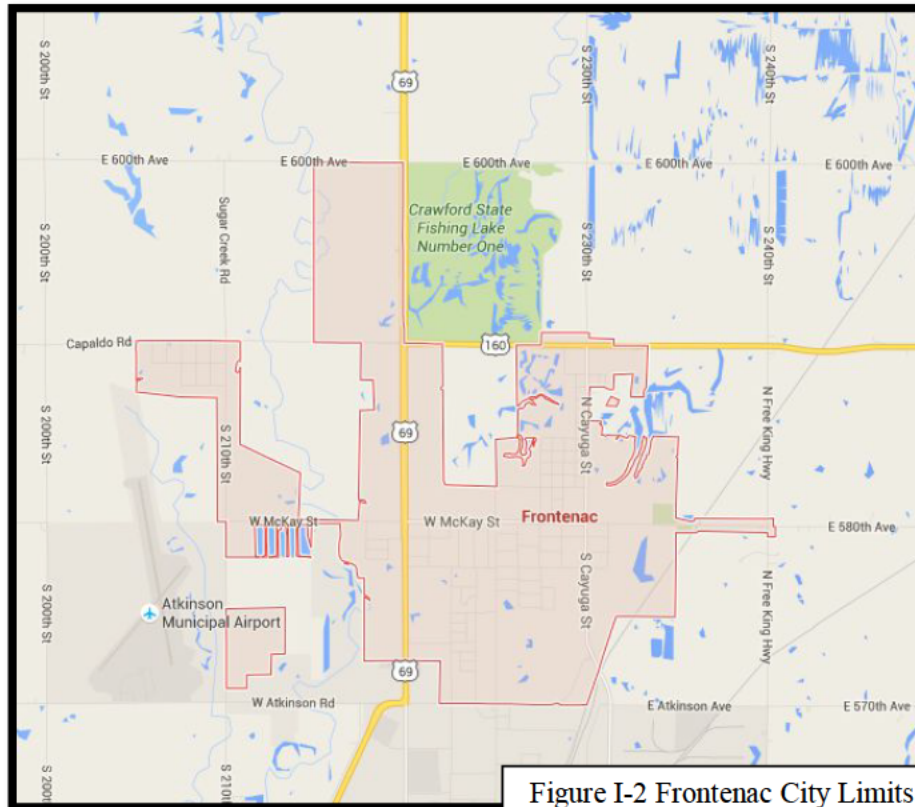 S 200th St
69
S 230th St
S 240th St
E 600th Ave
E 600th Ave
E 600th Ave
E 600th Ave
E 600th Ave
Crawford State
Fishing Lake
Number One
Sugar Creek Rd
S 200th St
S 230th St
S 240th St
Capaldo Rd
160
S 200th St
S 210th St
69
N Cayuga St
N Free King Hwy
W McKay St
W McKay St
Frontenac
E 580th Ave
S 200th St
Atkinson
Municipal Airport
S Cayuga St
N Free King Hwy
69
W Atkinson Rd
E Atkinson Ave
E 570th Ave
S 200th
S 210th
Figure I-2 Frontenac City Limits